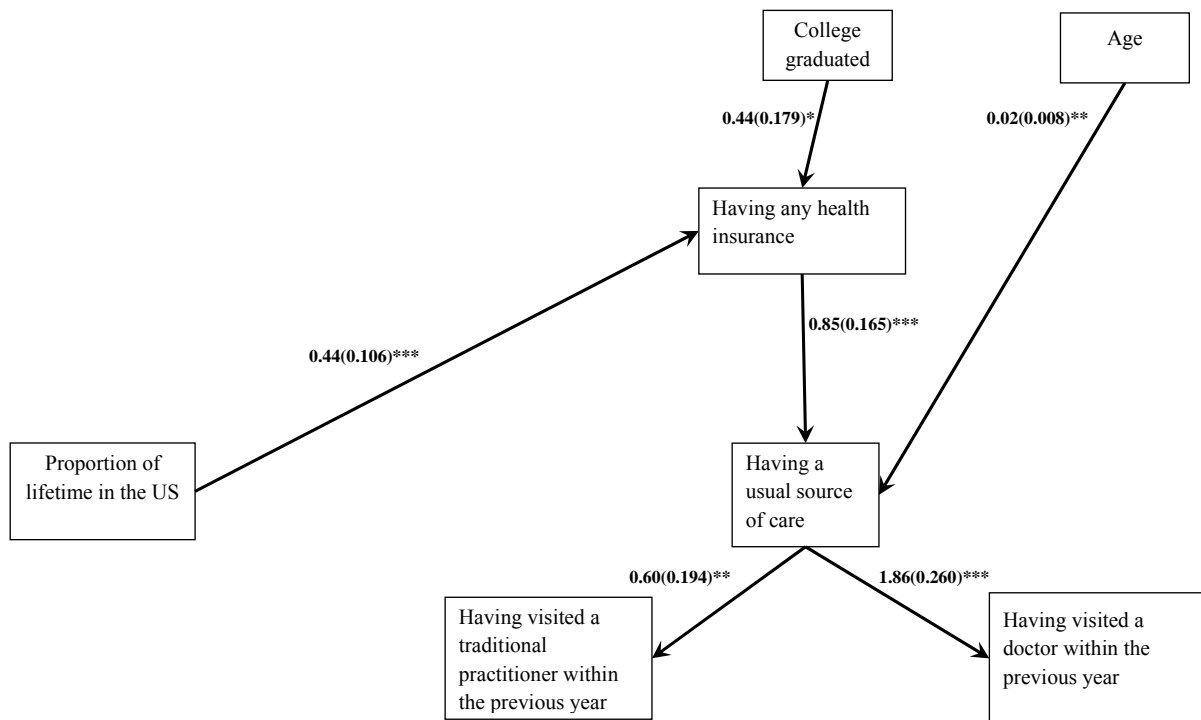 College
graduated
Age
0.44(0.179)*
0.02(0.008)**
Having any health
insurance
0.85(0.165)***
0.44(0.106)***
Proportion of
lifetime in the US
Having a
usual source
of care
0.60(0.194)**
1.86(0.260)***
Having visited a
traditional
practitioner within
the previous year
Having visited a
doctor within the
previous year